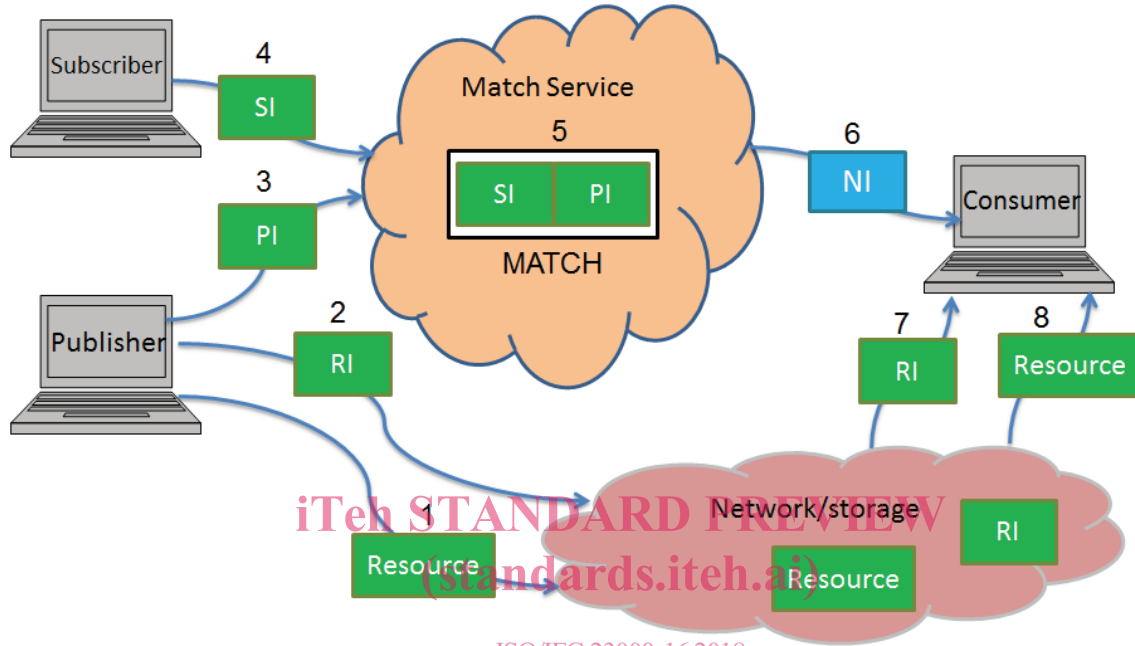 Subscriber
4
SI
Match Service
5
SI PI
MATCH
3
PI
6
NI
Consumer
Publisher
2
RI
7
RI
8
Resource
1
Resource
Network/storage
RI
Resource
iTeh STANDARD PREVIEW
(standards.iteh.ai)